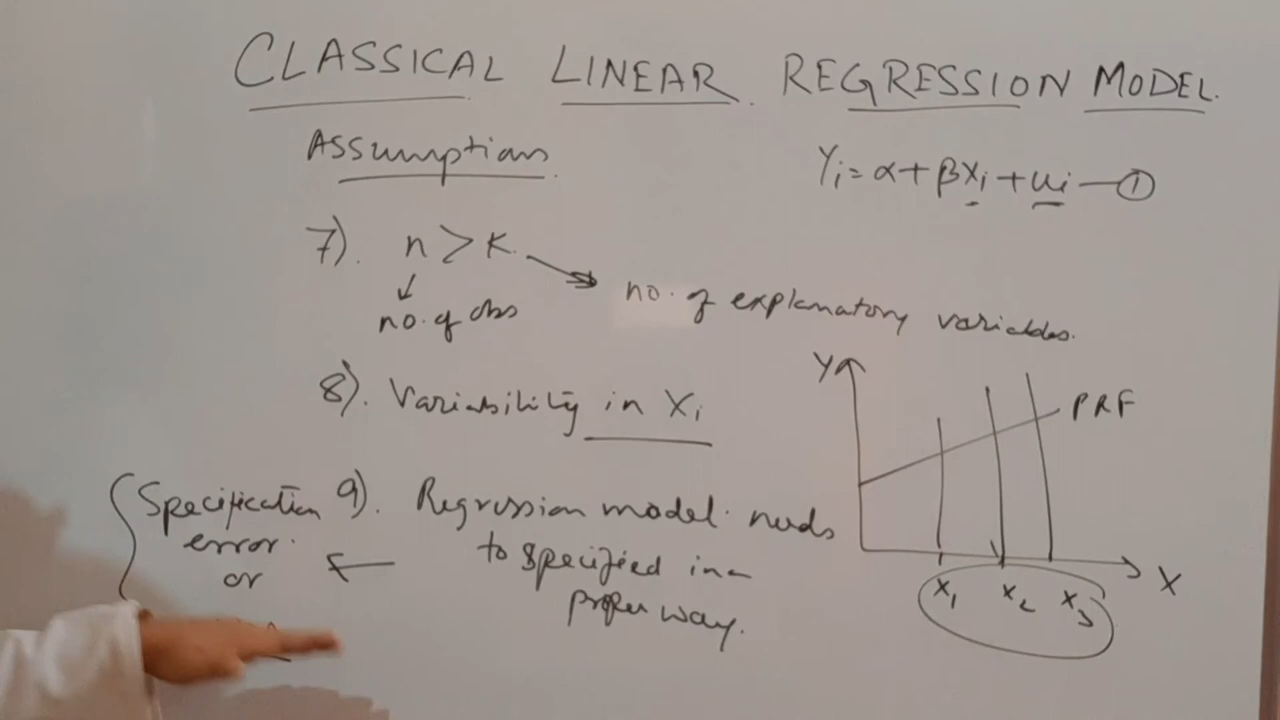 CLASSICAL LINEAR REGRESSION MODEL.
Assumptions
Yi = α + βXi + ui — ①
7). n > K.
no. of obs
no. of explanatory variables.
8). Variability in Xi
Y
PRF
X
X1 X2 X3
9). Regression model needs
to specified in a
proper way.
Specification
error
or